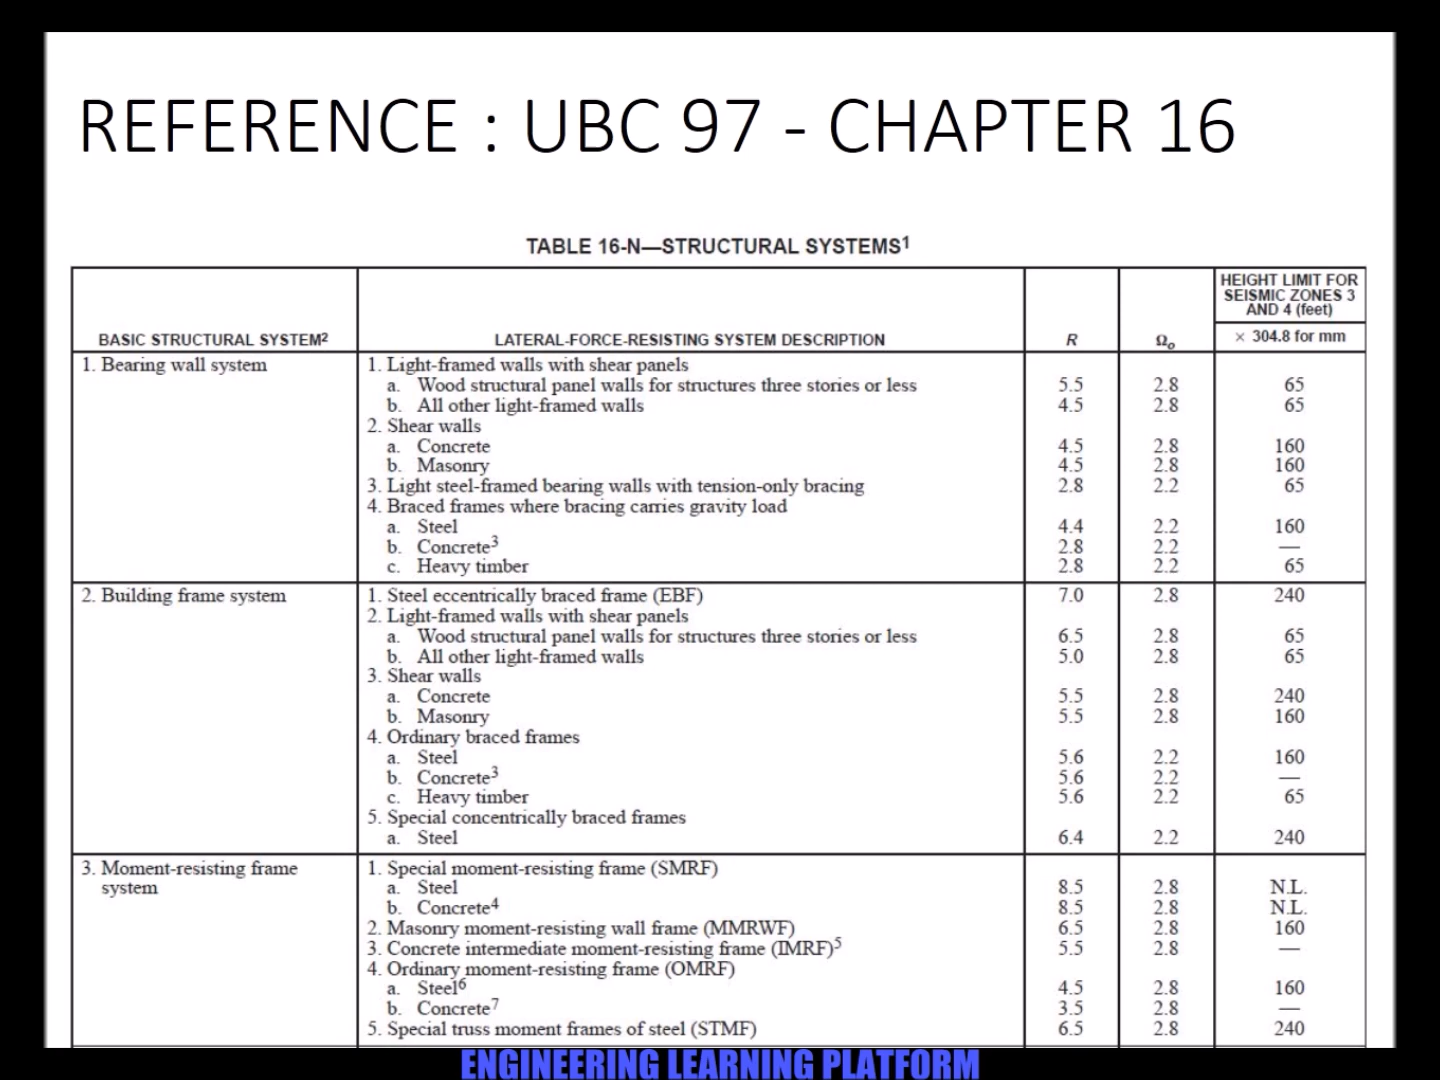 REFERENCE : UBC 97 - CHAPTER 16
TABLE 16-N—STRUCTURAL SYSTEMS1
BASIC STRUCTURAL SYSTEM2 LATERAL-FORCE-RESISTING SYSTEM DESCRIPTION R Ωo HEIGHT LIMIT FOR SEISMIC ZONES 3 AND 4 (feet) × 304.8 for mm
1. Bearing wall system 1. Light-framed walls with shear panels
a. Wood structural panel walls for structures three stories or less 5.5 2.8 65
b. All other light-framed walls 4.5 2.8 65
2. Shear walls
a. Concrete 4.5 2.8 160
b. Masonry 4.5 2.8 160
3. Light steel-framed bearing walls with tension-only bracing 2.8 2.2 65
4. Braced frames where bracing carries gravity load
a. Steel 4.4 2.2 160
b. Concrete3 2.8 2.2 —
c. Heavy timber 2.8 2.2 65
2. Building frame system 1. Steel eccentrically braced frame (EBF) 7.0 2.8 240
2. Light-framed walls with shear panels
a. Wood structural panel walls for structures three stories or less 6.5 2.8 65
b. All other light-framed walls 5.0 2.8 65
3. Shear walls
a. Concrete 5.5 2.8 240
b. Masonry 5.5 2.8 160
4. Ordinary braced frames
a. Steel 5.6 2.2 160
b. Concrete3 5.6 2.2 —
c. Heavy timber 5.6 2.2 65
5. Special concentrically braced frames
a. Steel 6.4 2.2 240
3. Moment-resisting frame 1. Special moment-resisting frame (SMRF)
system a. Steel 8.5 2.8 N.L.
b. Concrete4 8.5 2.8 N.L.
2. Masonry moment-resisting wall frame (MMRWF) 6.5 2.8 160
3. Concrete intermediate moment-resisting frame (IMRF)5 5.5 2.8 —
4. Ordinary moment-resisting frame (OMRF)
a. Steel6 4.5 2.8 160
b. Concrete7 3.5 2.8 —
5. Special truss moment frames of steel (STMF) 6.5 2.8 240
ENGINEERING LEARNING PLATFORM